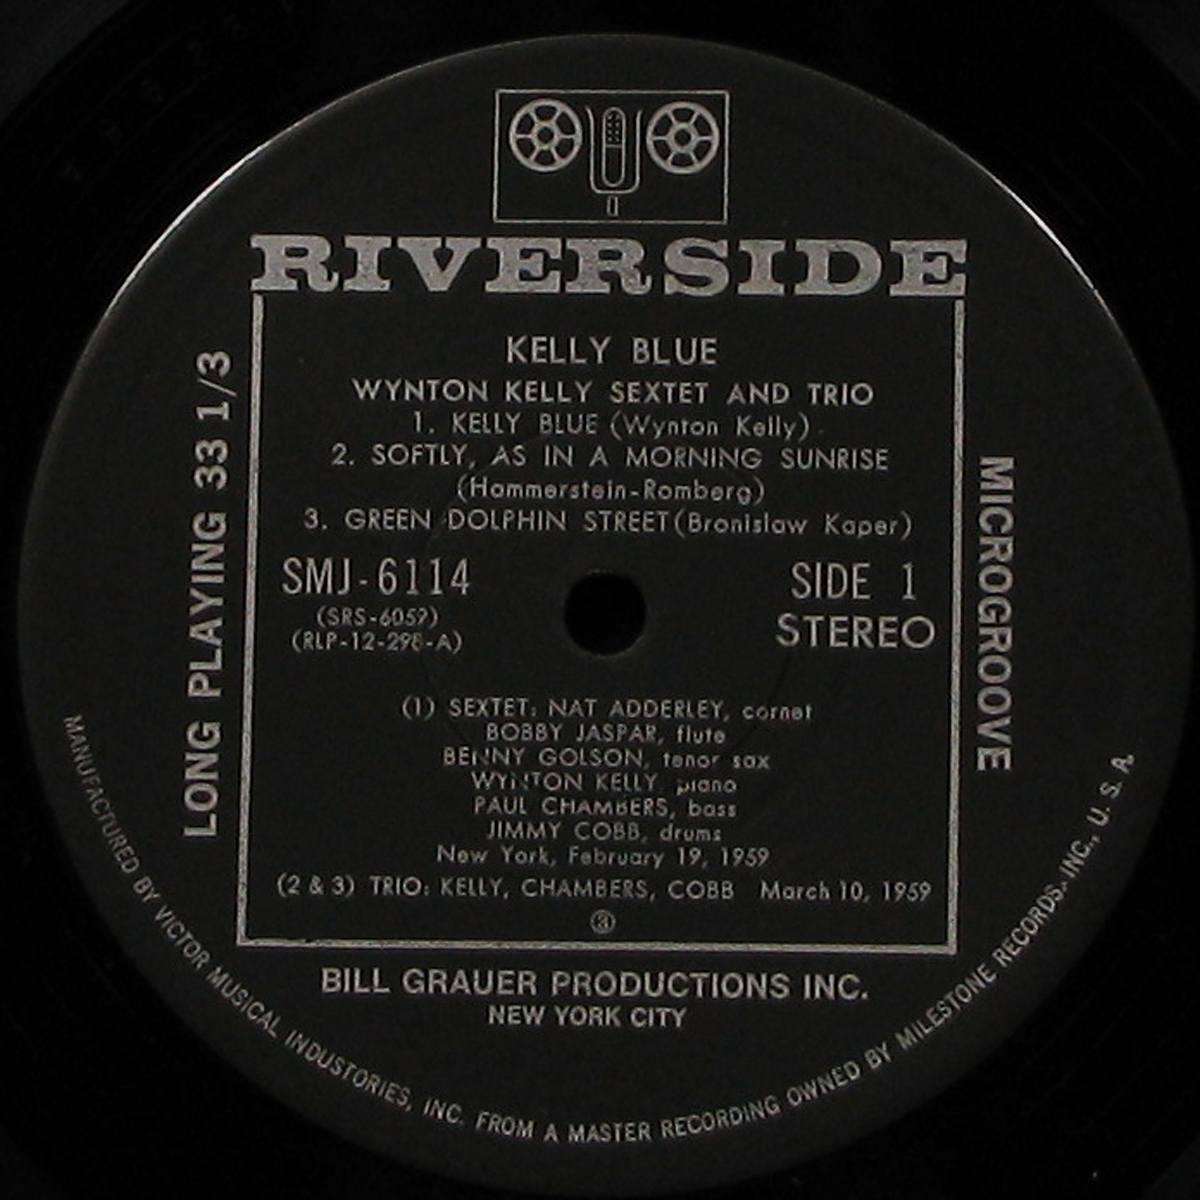 RIVERSIDE
KELLY BLUE
WYNTON KELLY SEXTET AND TRIO
1. KELLY BLUE (Wynton Kelly)
2. SOFTLY, AS IN A MORNING SUNRISE
(Hammerstein-Romberg)
3. GREEN DOLPHIN STREET (Bronislaw Kaper)
SMJ-6114
SIDE 1
(SRS-6059)
STEREO
(RLP-12-298-A)
(1) SEXTET: NAT ADDERLEY, cornet
BOBBY JASPAR, flute
BENNY GOLSON, tenor sax
WYNTON KELLY, piano
PAUL CHAMBERS, bass
JIMMY COBB, drums
New York, February 19, 1959
(2 & 3) TRIO: KELLY, CHAMBERS, COBB March 10, 1959
BILL GRAUER PRODUCTIONS INC.
NEW YORK CITY
LONG PLAYING 33 1/3
MICROGROOVE
MANUFACTURED BY VICTOR MUSICAL INDUSTORIES, INC. FROM A MASTER RECORDING OWNED BY MILESTONE RECORDS, INC., U. S. A.